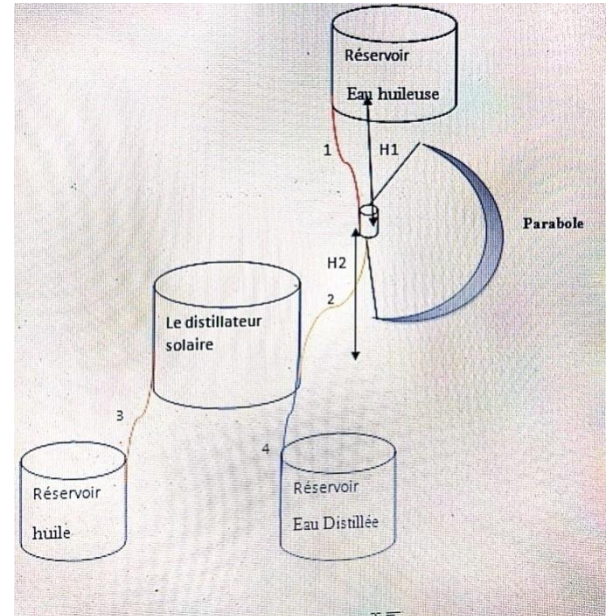 Réservoir
Eau huileuse
1
H1
Parabole
H2
2
Le distillateur
solaire
3
4
Réservoir
huile
Réservoir
Eau Distillée